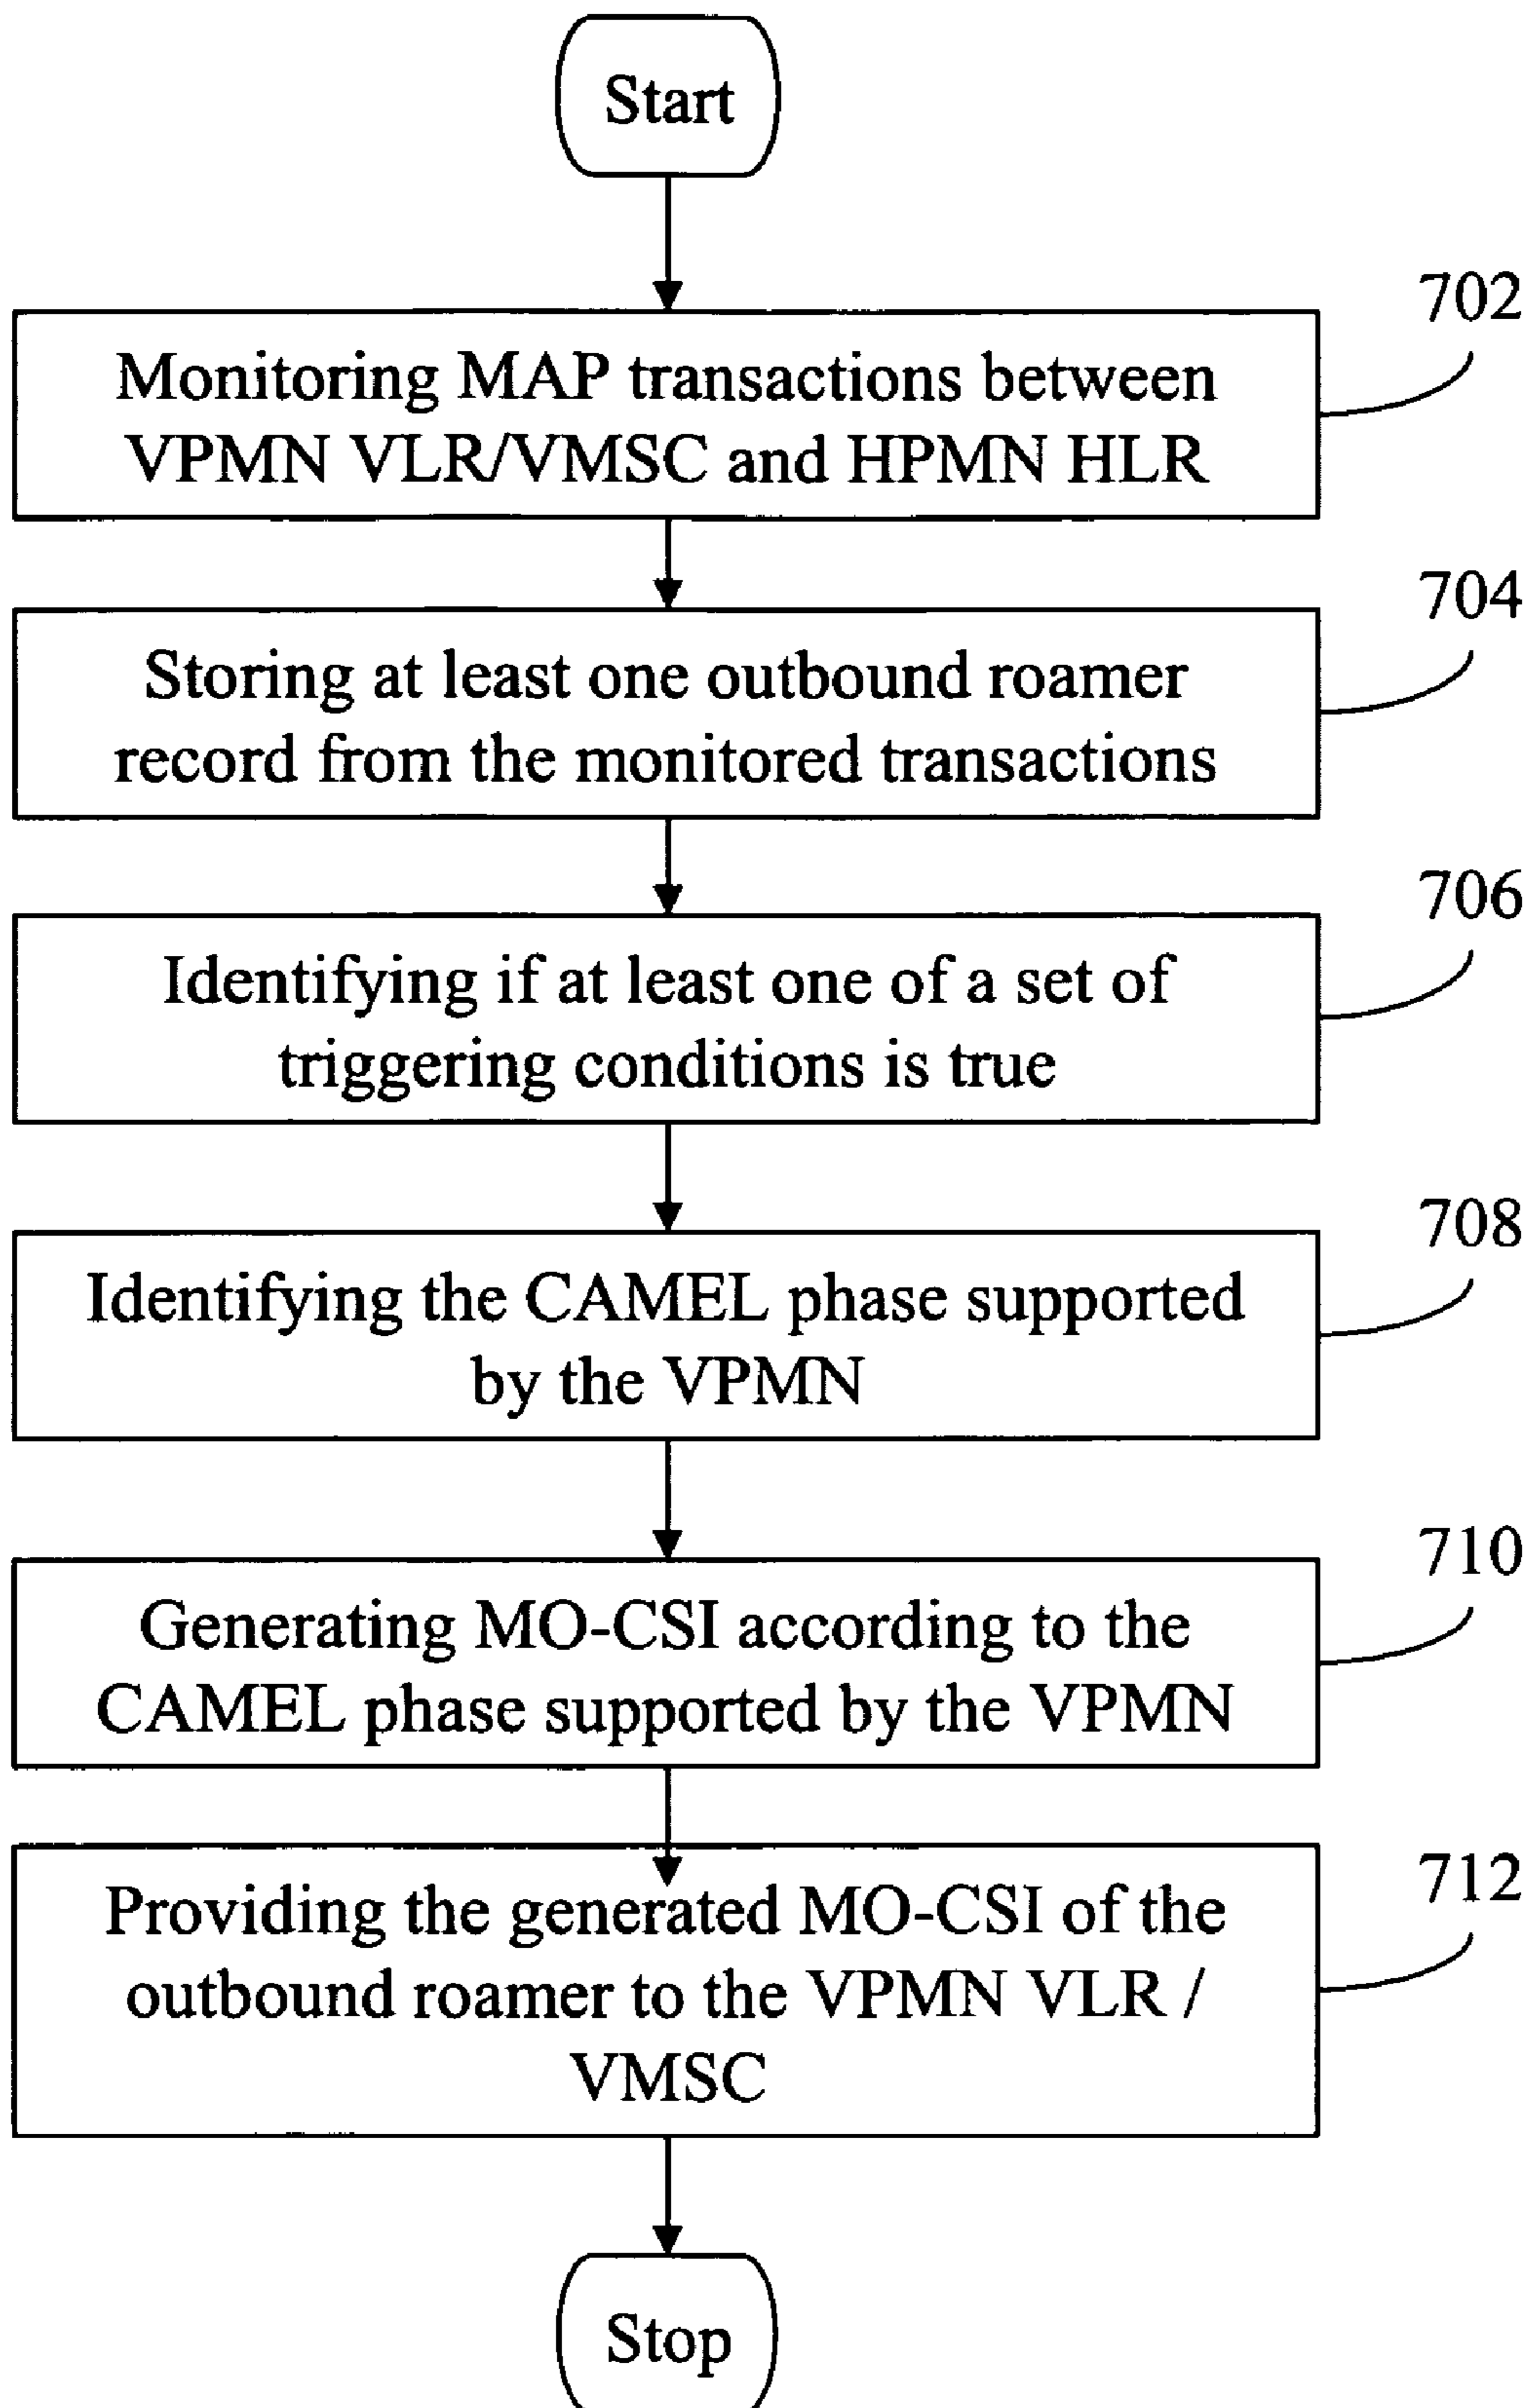 Start
702
Monitoring MAP transactions between
VPMN VLR/VMSC and HPMN HLR
704
Storing at least one outbound roamer
record from the monitored transactions
706
Identifying if at least one of a set of
triggering conditions is true
708
Identifying the CAMEL phase supported
by the VPMN
710
Generating MO-CSI according to the
CAMEL phase supported by the VPMN
712
Providing the generated MO-CSI of the
outbound roamer to the VPMN VLR /
VMSC
Stop